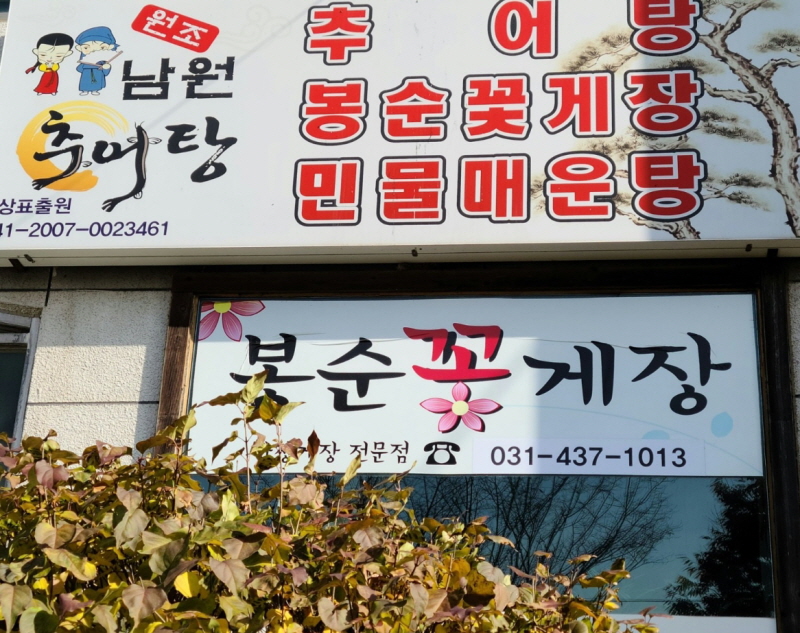 원조
남원
추어탕
상표출원
41-2007-0023461
추어탕
봉순꽃게장
민물매운탕
봉순꽃게장
전문점 ☎ 031-437-1013